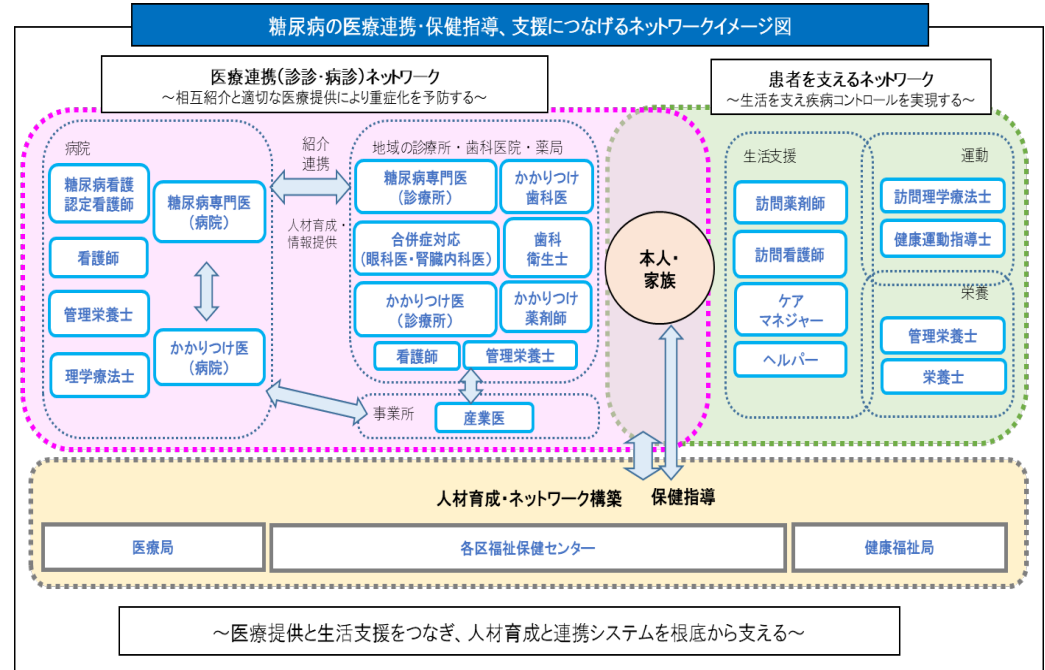 糖尿病の医療連携・保健指導、支援につなげるネットワークイメージ図
医療連携(診診・病診)ネットワーク
～相互紹介と適切な医療提供により重症化を予防する～
患者を支えるネットワーク
～生活を支え疾病コントロールを実現する～
病院
糖尿病看護
認定看護師
看護師
管理栄養士
理学療法士
糖尿病専門医
(病院)
かかりつけ医
(病院)
紹介
連携
人材育成・
情報提供
地域の診療所・歯科医院・薬局
糖尿病専門医
(診療所)
かかりつけ
歯科医
合併症対応
(眼科医・腎臓内科医)
歯科
衛生士
かかりつけ医
(診療所)
かかりつけ
薬剤師
看護師
管理栄養士
事業所
産業医
本人・
家族
生活支援
訪問薬剤師
訪問看護師
ケア
マネジャー
ヘルパー
運動
訪問理学療法士
健康運動指導士
栄養
管理栄養士
栄養士
人材育成・ネットワーク構築
保健指導
医療局
各区福祉保健センター
健康福祉局
～医療提供と生活支援をつなぎ、人材育成と連携システムを根底から支える～